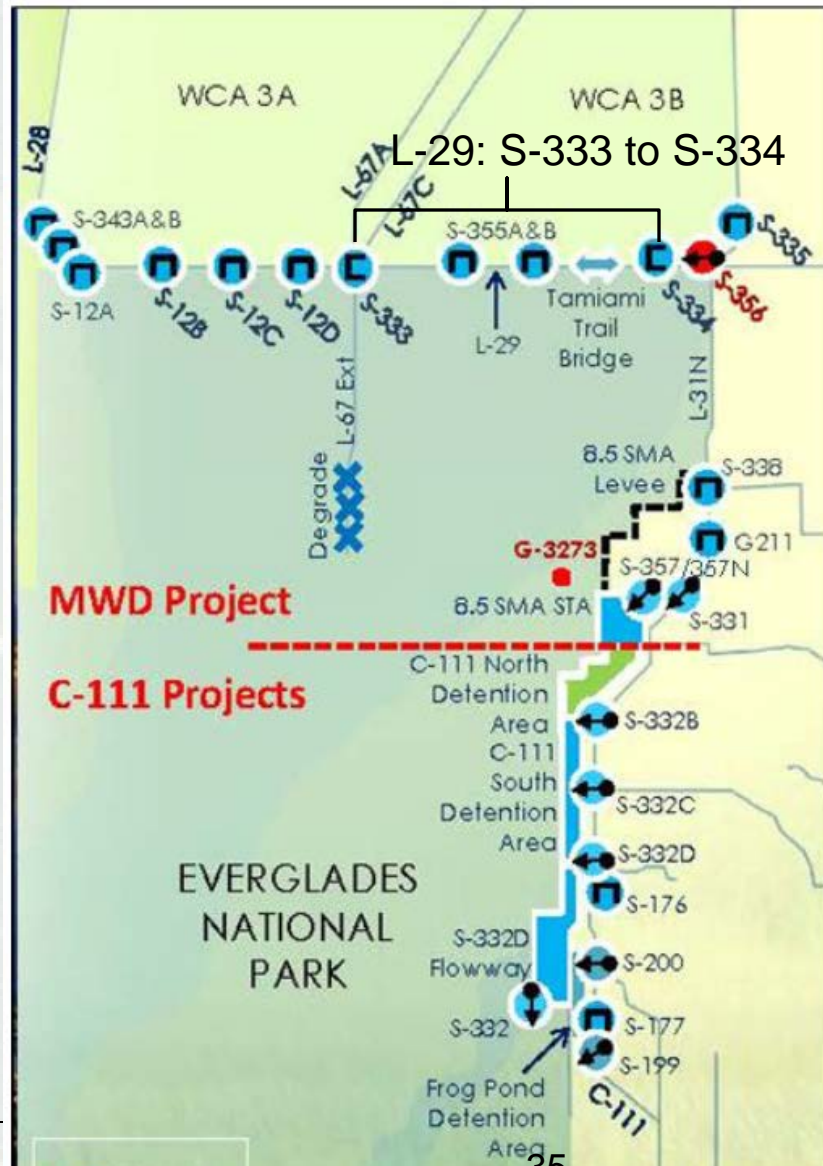 WCA 3A
WCA 3B
L-28
L-67A
L-67C
L-29: S-333 to S-334
S-343A&B
S-355A&B
S-335
S-12A
S-12B
S-12C
S-12D
S-333
L-29
Tamiami
Trail
Bridge
S-334
S-356
L-67 Ext
L-31N
Degrade
8.5 SMA
Levee
S-338
G211
G-3273
S-357/357N
8.5 SMA STA
S-331
MWD Project
C-111 Projects
C-111 North
Detention
Area
C-111
South
Detention
Area
S-332B
S-332C
S-332D
S-176
EVERGLADES
NATIONAL
PARK
S-332D
Flowway
S-200
S-332
S-177
S-199
Frog Pond
Detention
Area
C-111
35